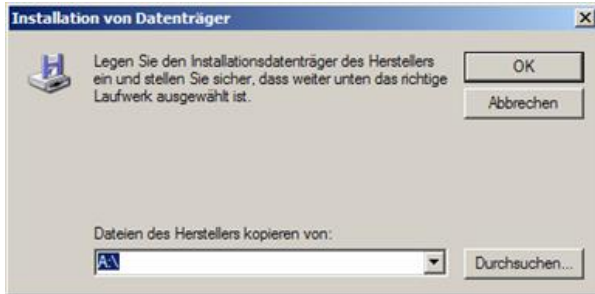 Installation von Datenträger
Legen Sie den Installationsdatenträger des Herstellers
ein und stellen Sie sicher, dass weiter unten das richtige
Laufwerk ausgewählt ist.
OK
Abbrechen
Dateien des Herstellers kopieren von:
A:\
Durchsuchen...